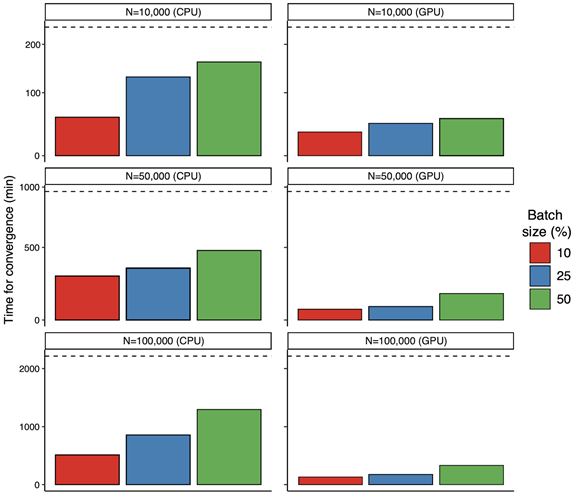 N=10,000 (CPU)
N=10,000 (GPU)
200
100
0
N=50,000 (CPU)
N=50,000 (GPU)
1000
500
0
N=100,000 (CPU)
N=100,000 (GPU)
2000
1000
0
Time for convergence (min)
Batch
size (%)
10
25
50